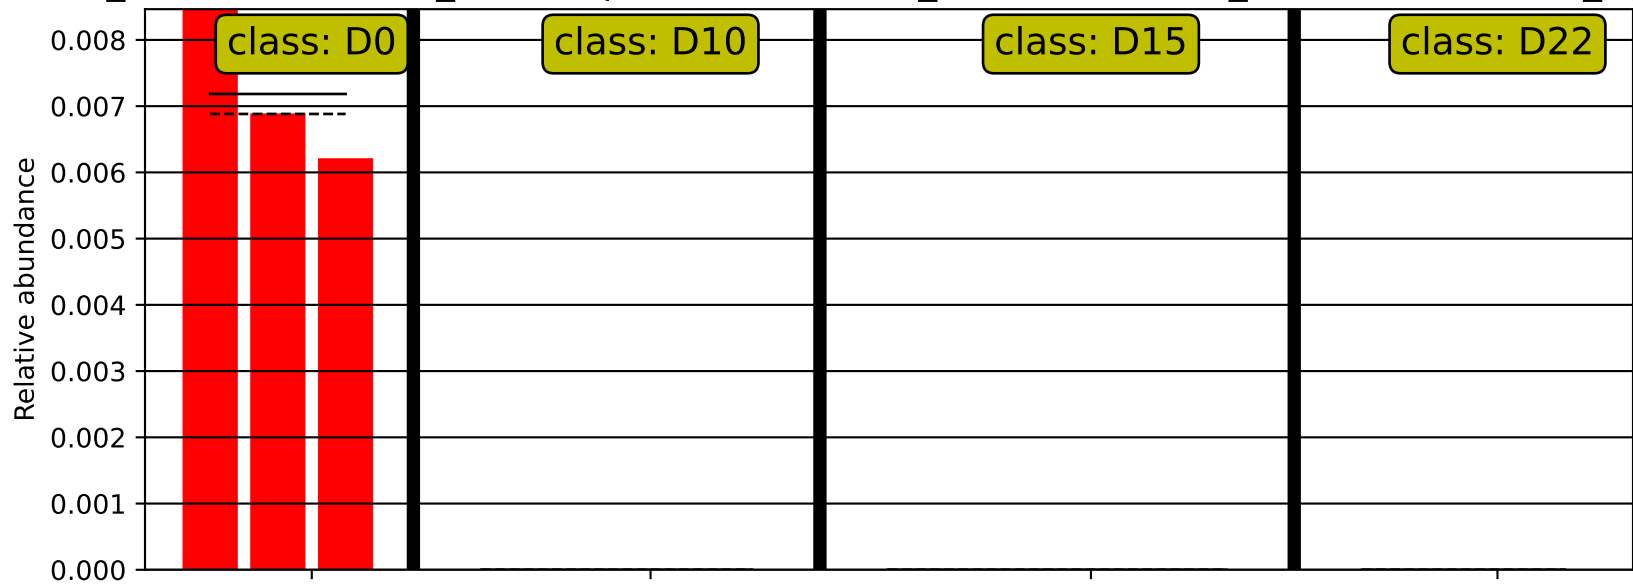 class: D0
class: D10
class: D15
class: D22
0.008
0.007
0.006
0.005
0.004
0.003
0.002
0.001
0.000
Relative abundance